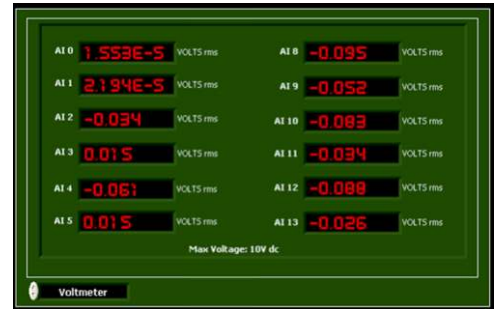 AI 0 1.553E-5 VOLTS rms AI 8 -0.095 VOLTS rms
AI 1 2.194E-5 VOLTS rms AI 9 -0.052 VOLTS rms
AI 2 -0.034 VOLTS rms AI 10 -0.083 VOLTS rms
AI 3 0.015 VOLTS rms AI 11 -0.034 VOLTS rms
AI 4 -0.061 VOLTS rms AI 12 -0.088 VOLTS rms
AI 5 0.015 VOLTS rms AI 13 -0.026 VOLTS rms
Max Voltage: 10V dc
Voltmeter